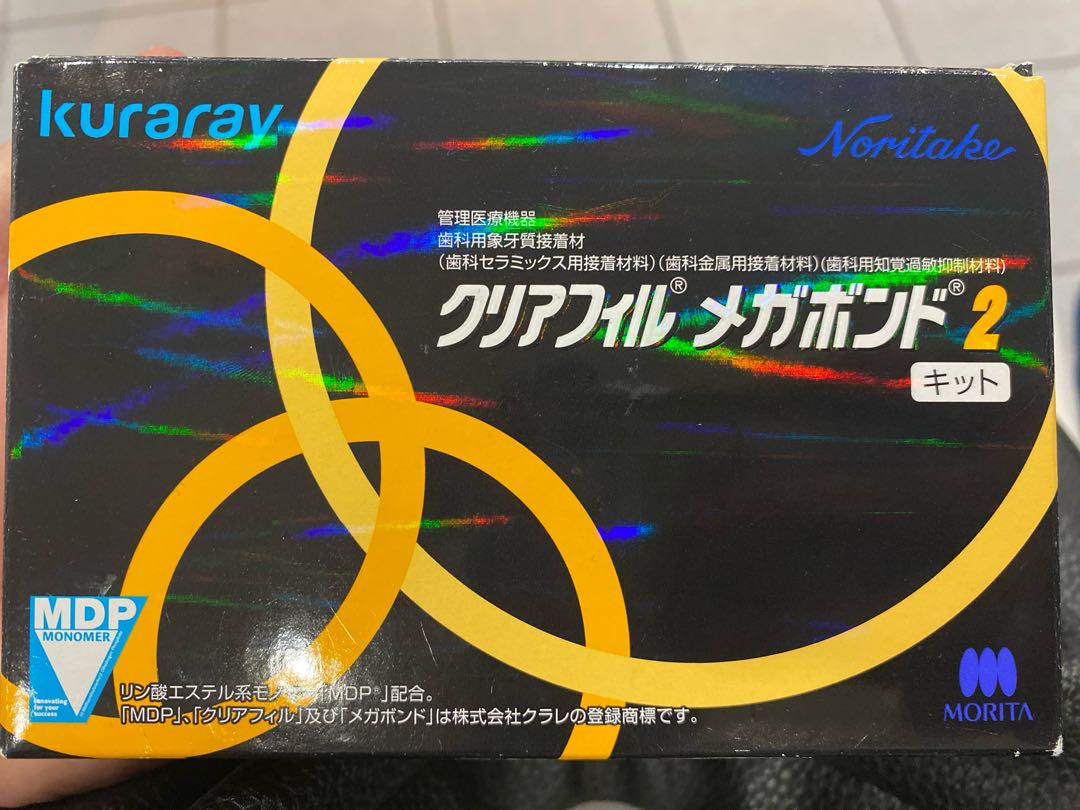 kuraray
Noritake
管理医療機器
歯科用象牙質接着材
(歯科セラミックス用接着材料)(歯科金属用接着材料)(歯科用知覚過敏抑制材料)
クリアフィル® メガボンド® 2
キット
MDP
MONOMER
Innovating
for your
success
リン酸エステル系モノ 「MDP®」配合。
「MDP」、「クリアフィル」及び「メガボンド」は株式会社クラレの登録商標です。
MORITA